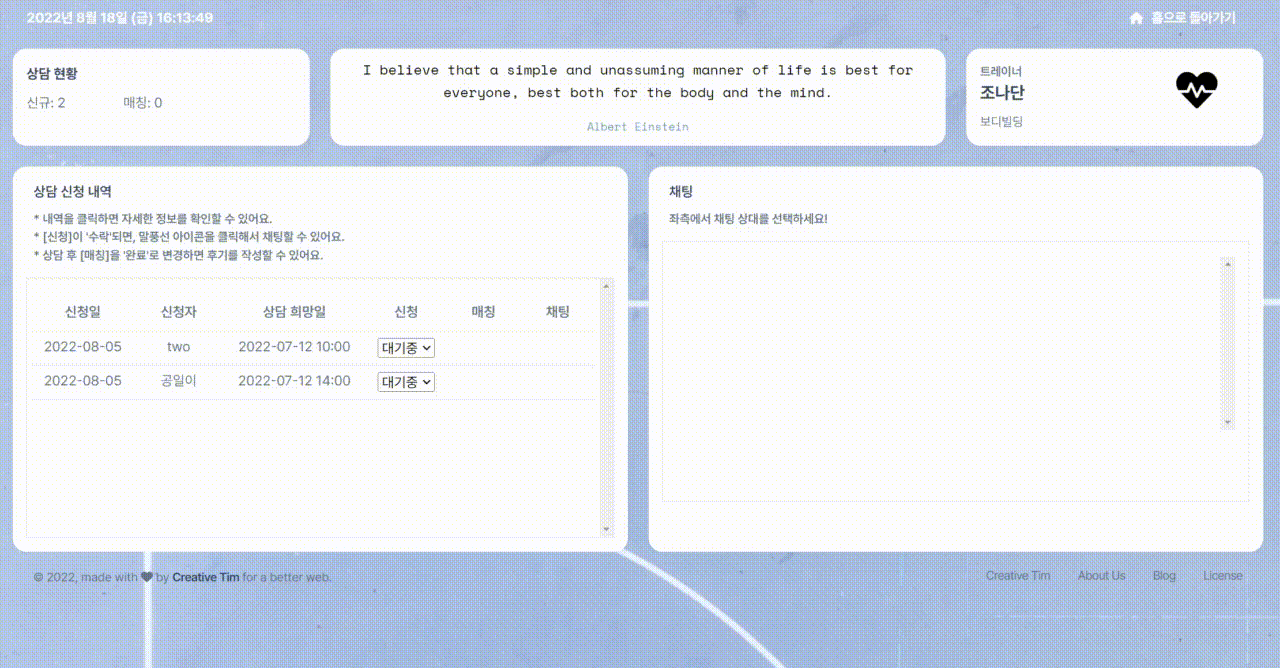 2022년 8월 18일 (금) 16:13:49
홈으로 돌아가기
상담 현황
신규: 2 매칭: 0
I believe that a simple and unassuming manner of life is best for
everyone, best both for the body and the mind.
Albert Einstein
트레이너
조나단
보디빌딩
상담 신청 내역
* 내역을 클릭하면 자세한 정보를 확인할 수 있어요.
* [신청]이 '수락'되면, 말풍선 아이콘을 클릭해서 채팅할 수 있어요.
* 상담 후 [매칭]을 '완료'로 변경하면 후기를 작성할 수 있어요.
신청일 신청자 상담 희망일 신청 매칭 채팅
2022-08-05 two 2022-07-12 10:00 대기중
2022-08-05 공일이 2022-07-12 14:00 대기중
채팅
좌측에서 채팅 상대를 선택하세요!
© 2022, made with by Creative Tim for a better web.
Creative Tim About Us Blog License